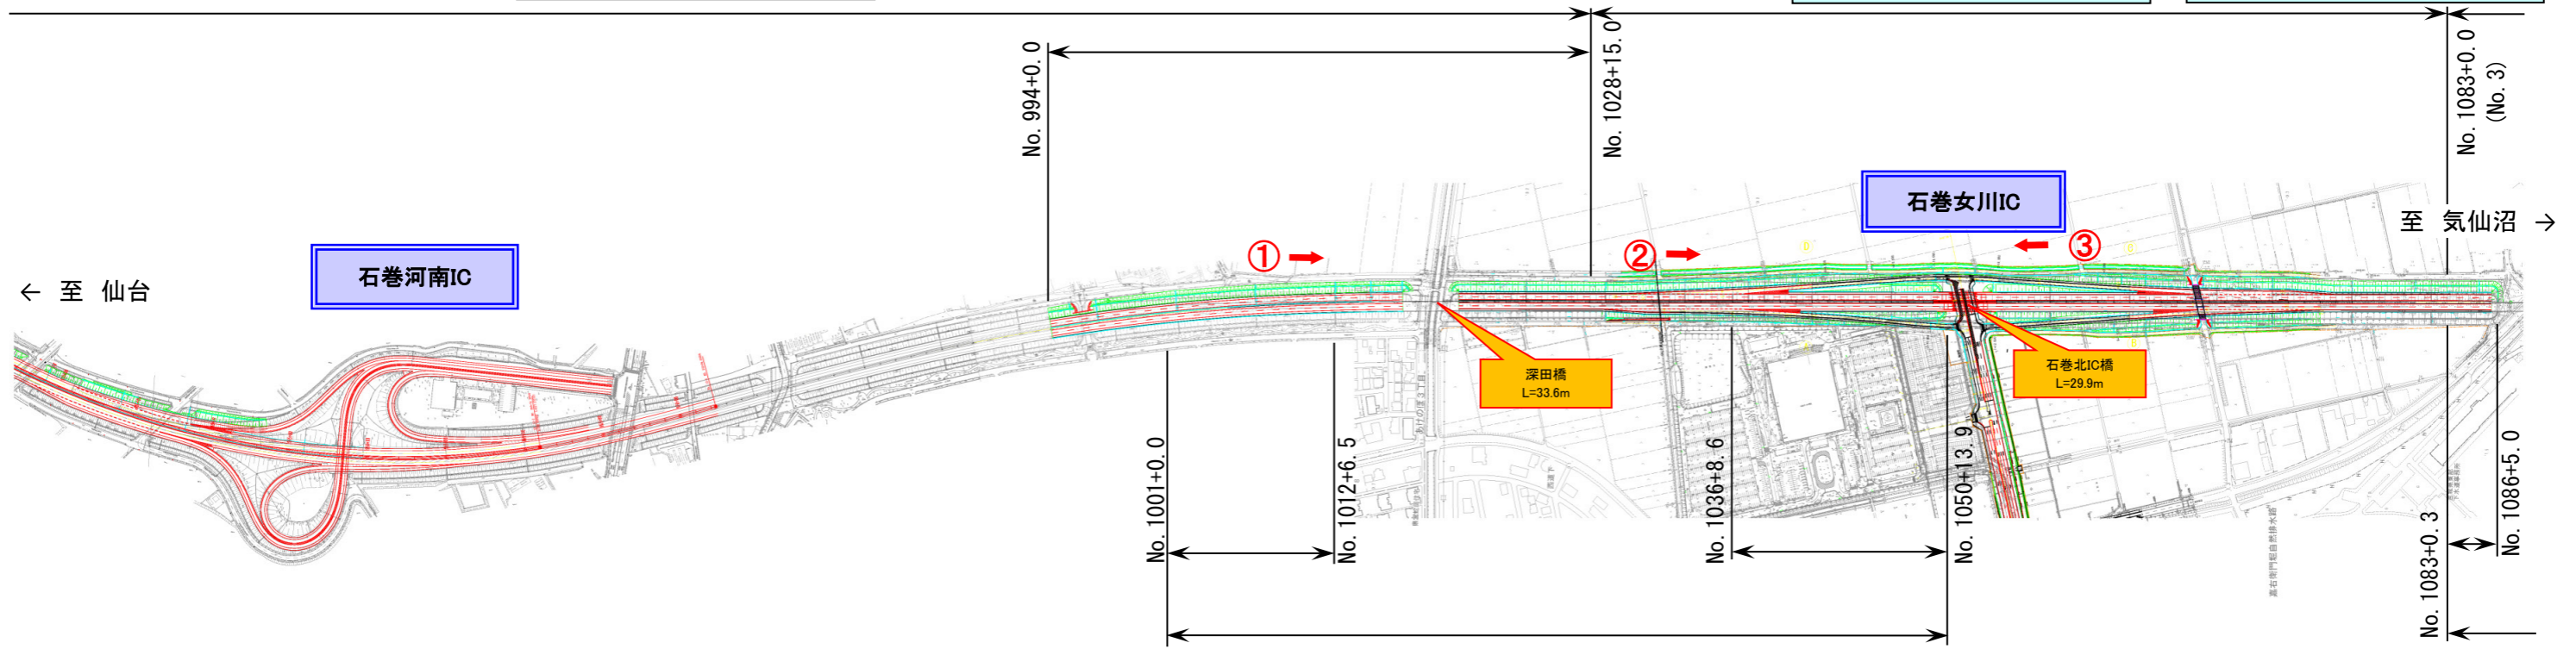 No. 994+0.0
No. 1028+15.0
No. 1083+0.0
(No. 3)
石巻女川IC
至 気仙沼 →
① → ② → ← ③
石巻河南IC
← 至 仙台
深田橋
L=33.6m
石巻北IC橋
L=29.9m
No. 1001+0.0
No. 1012+6.5
No. 1036+8.6
No. 1050+13.9
No. 1083+0.3
No. 1086+5.0